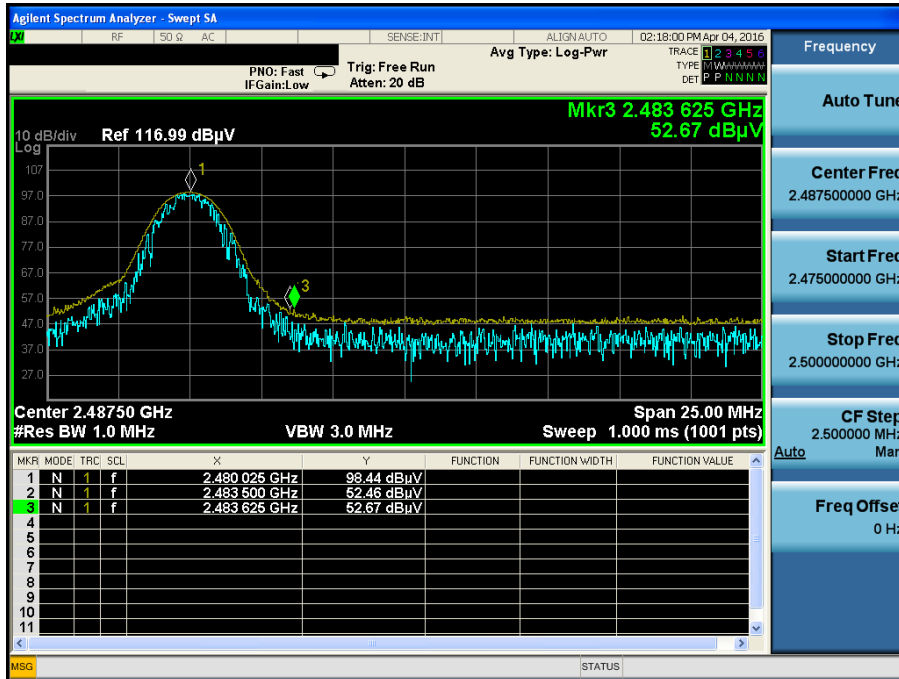 Agilent Spectrum Analyzer - Swept SA
LXI RF 50 Ω AC SENSE:INT ALIGN AUTO 02:18:00 PM Apr 04, 2016
Avg Type: Log-Pwr
TRACE 1 2 3 4 5 6
TYPE MWWWWW
DET P P N N N N
PNO: Fast
IFGain:Low
Trig: Free Run
Atten: 20 dB
Mkr3 2.483 625 GHz
52.67 dBµV
10 dB/div Ref 116.99 dBµV
Log
107
97.0
87.0
77.0
67.0
57.0
47.0
37.0
27.0
1
3
Center 2.48750 GHz Span 25.00 MHz
#Res BW 1.0 MHz VBW 3.0 MHz Sweep 1.000 ms (1001 pts)
MKR MODE TRC SCL X Y FUNCTION FUNCTION WIDTH FUNCTION VALUE
1 N 1 f 2.480 025 GHz 98.44 dBµV
2 N 1 f 2.483 500 GHz 52.46 dBµV
3 N 1 f 2.483 625 GHz 52.67 dBµV
4
5
6
7
8
9
10
11
MSG STATUS
Frequency
Auto Tune
Center Freq
2.487500000 GHz
Start Freq
2.475000000 GHz
Stop Freq
2.500000000 GHz
CF Step
2.500000 MHz
Auto Man
Freq Offset
0 Hz